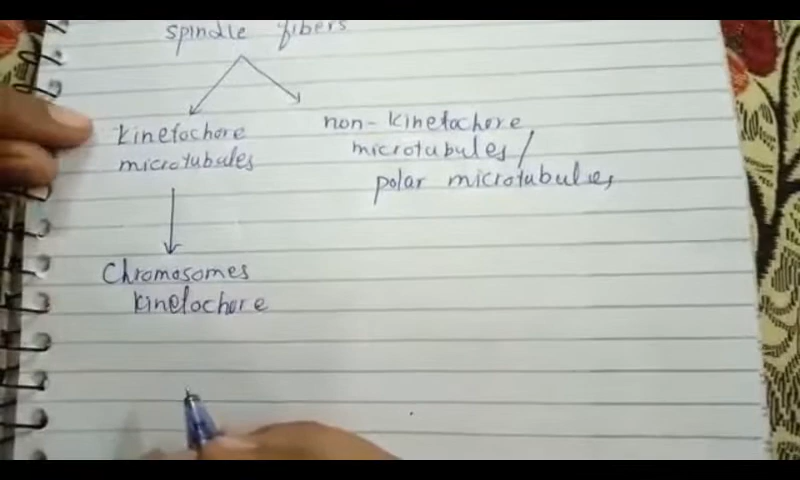 spindle fibers
kinetochore
microtubules
non-kinetochore
microtubules/
polar microtubules
Chromosomes
kinetochore